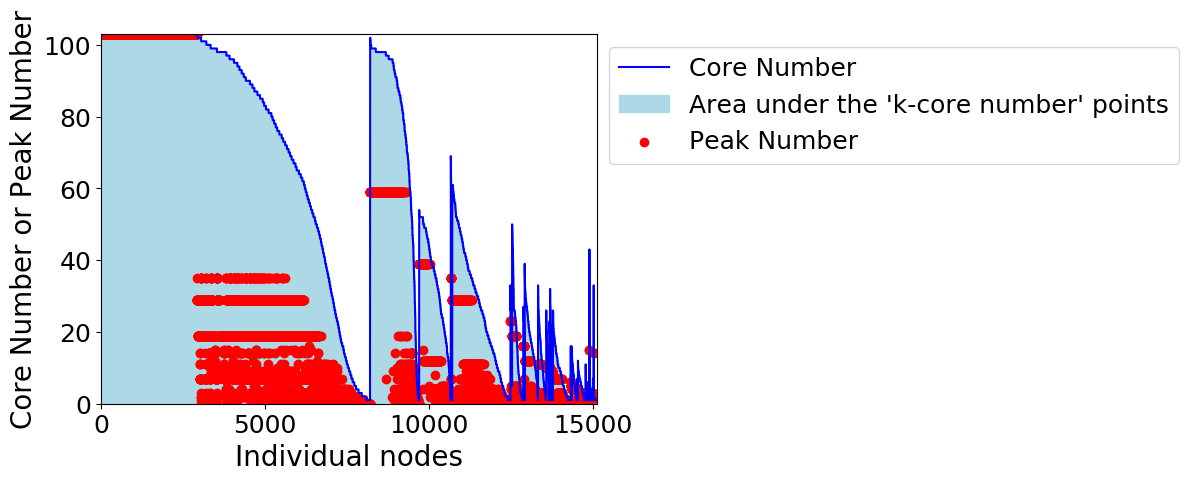 Core Number or Peak Number
100
80
60
40
20
0
0 5000 10000 15000
Individual nodes
Core Number
Area under the 'k-core number' points
Peak Number